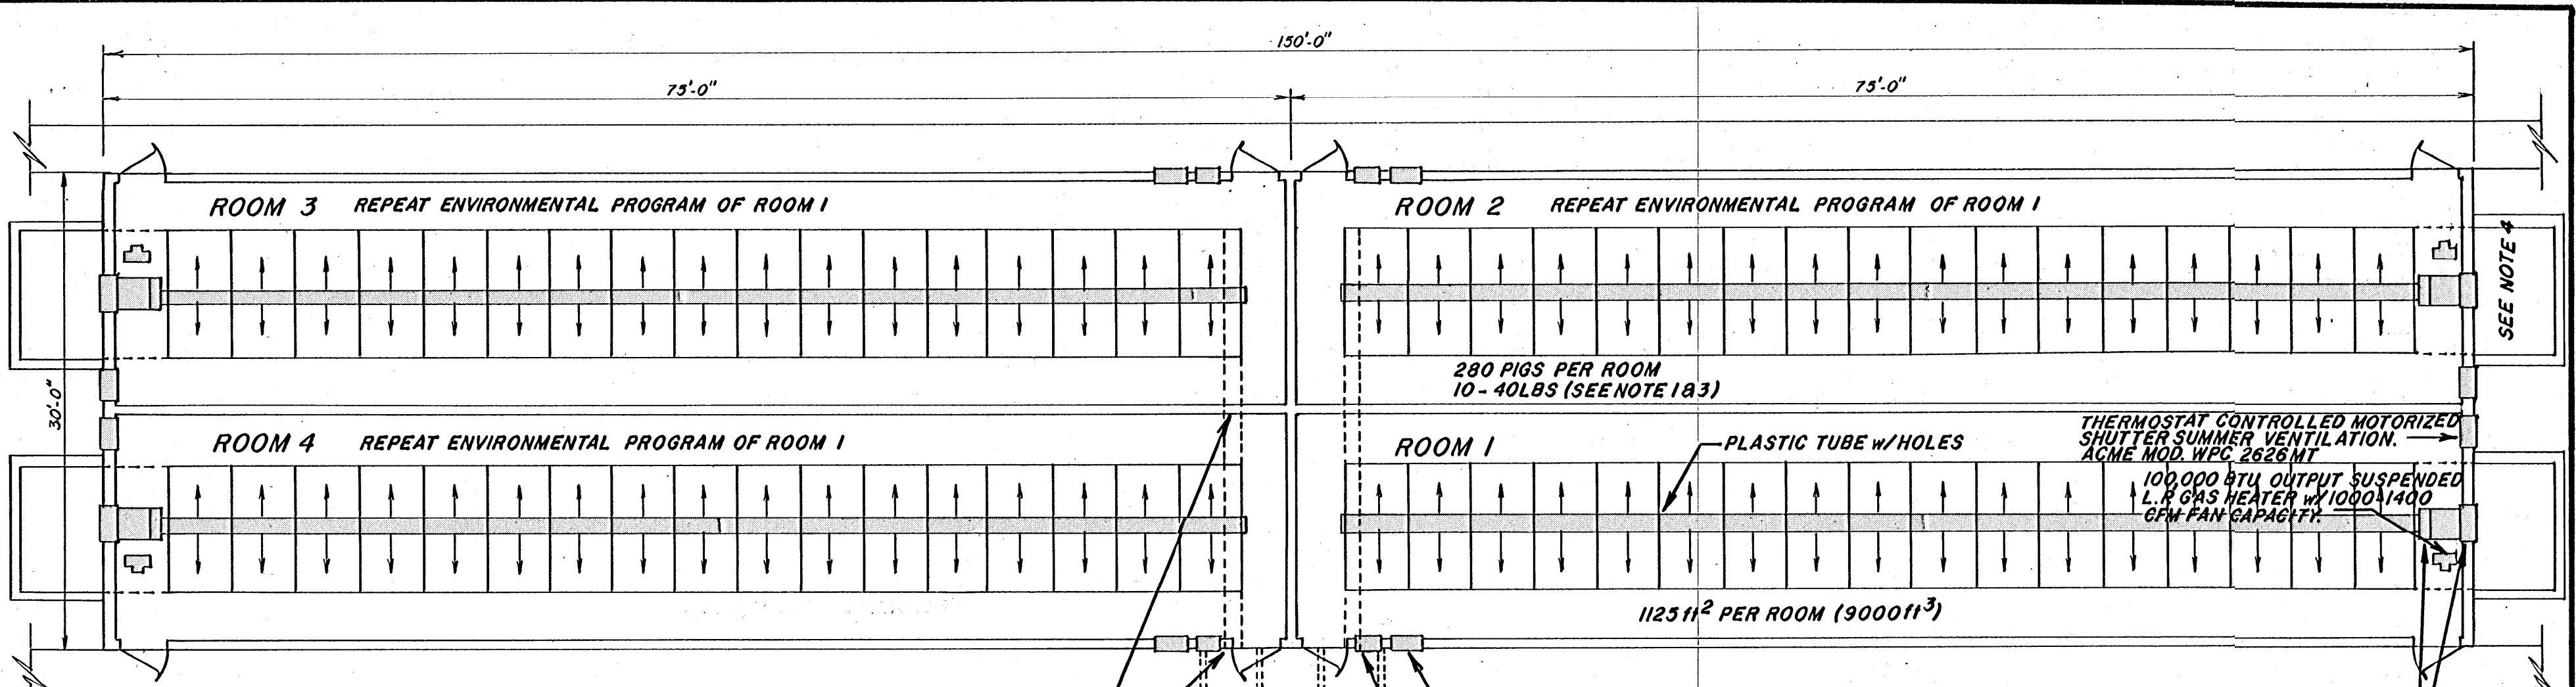 150'-0"
75'-0"
75'-0"
ROOM 3 REPEAT ENVIRONMENTAL PROGRAM OF ROOM 1
ROOM 2 REPEAT ENVIRONMENTAL PROGRAM OF ROOM 1
SEE NOTE 4
30'-0"
280 PIGS PER ROOM
10-40LBS (SEE NOTE 1&3)
ROOM 4 REPEAT ENVIRONMENTAL PROGRAM OF ROOM 1
ROOM 1
PLASTIC TUBE w/HOLES
THERMOSTAT CONTROLLED MOTORIZED
SHUTTER SUMMER VENTILATION.
ACME MOD. WPC 2626 MT
100,000 BTU OUTPUT SUSPENDED
L.P. GAS HEATER w/1000-1400
CFM FAN CAPACITY.
1125 ft² PER ROOM (9000 ft³)